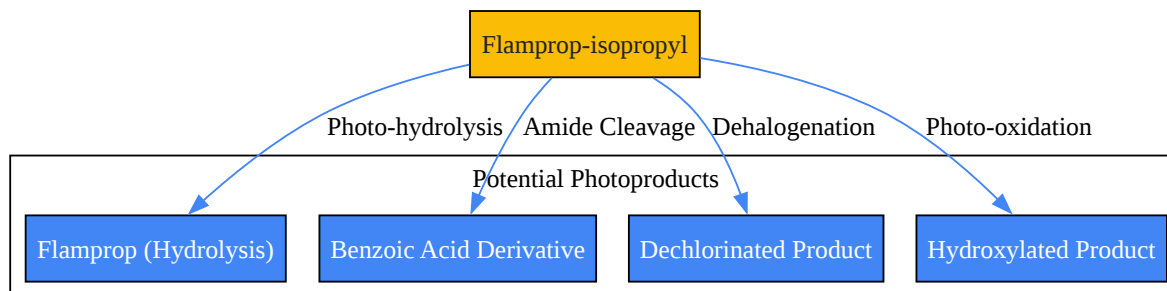 Flamprop-isopropyl
Photo-hydrolysis
Amide Cleavage
Dehalogenation
Photo-oxidation
Potential Photoproducts
Flamprop (Hydrolysis)
Benzoic Acid Derivative
Dechlorinated Product
Hydroxylated Product